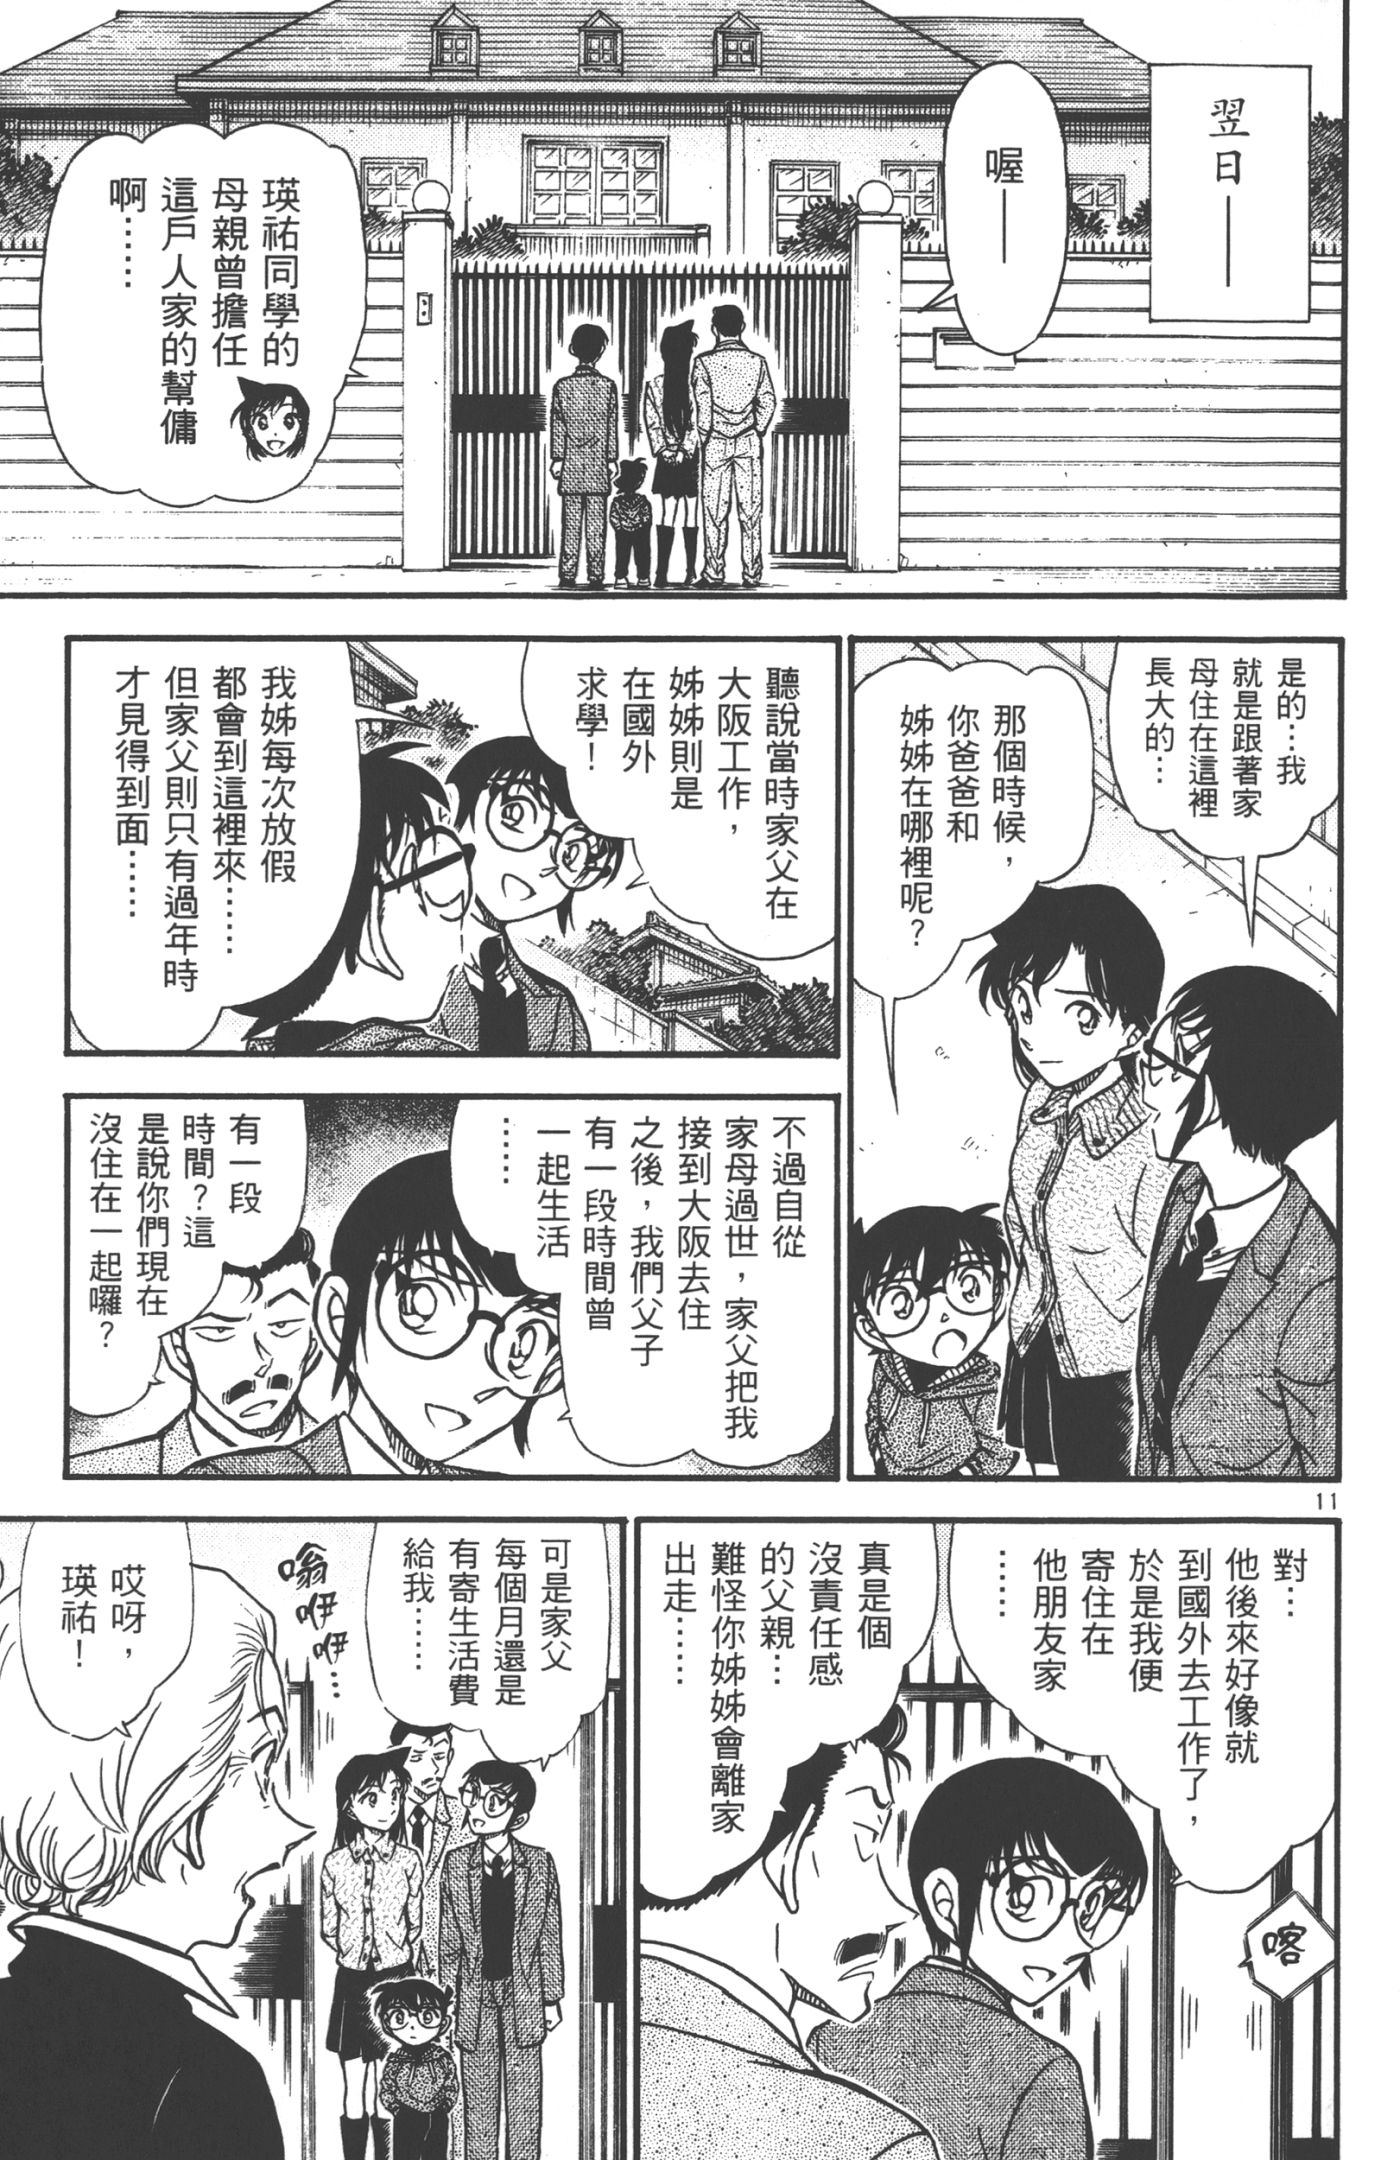 翌日——
喔——
瑛祐同學的
母親曾擔任
這戶人家的幫傭
啊……
是的…我
就是跟著家
母住在這裡
長大的…
那個時候，
你爸爸和
姊姊在哪裡呢？
聽說當時家父在
大阪工作，
姊姊則是
在國外
求學！
我姊每次放假
都會到這裡來……
但家父則只有過年時
才見得到面……
不過自從
家母過世，家父把我
接到大阪去住
之後，我們父子
有一段時間曾
一起生活
……
有一段
時間？這
是說你們現在
沒住在一起囉？
11
對…
他後來好像就
到國外去工作了，
於是我便
寄住在
他朋友家
……
真是個
沒責任感
的父親…
難怪你姊姊會離家
出走……
喀
可是家父
每個月還是
有寄生活費
給我……
嗡咿咿…
哎呀，
瑛祐！